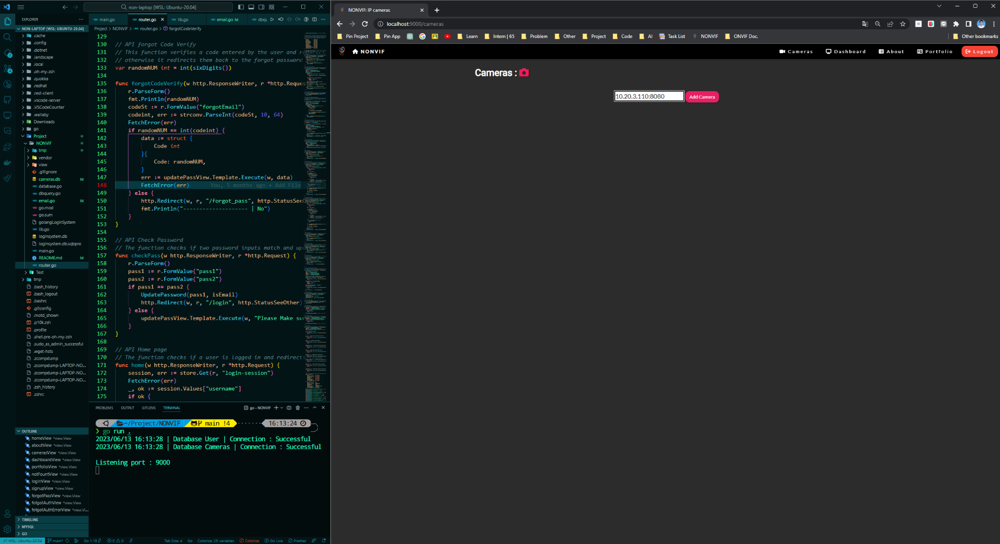 non-laptop [WSL: Ubuntu-20.04]
EXPLORER
NON-LAPTOP [WSL: UBUNTU-20.04]
.cache
.config
.dotnet
.landscape
.local
.oh-my-zsh
.quokka
.redhat
.rest-client
.vscode-server
.VSCodeCounter
.wallaby
Downloads
go
Project
NONVIF
tmp
vendor
view
.gitignore
cameras.db M
database.go
dbquery.go
email.go M
go.mod
go.sum
golangLoginSystem
lib.go
loginsystem.db
loginsystem.db.sqbpro
main.go
README.md M
router.go
Test
tmp
.bash_history
.bash_logout
.bashrc
.gitconfig
.motd_shown
.p10k.zsh
.profile
.shell.pre-oh-my-zsh
.sudo_as_admin_successful
.wget-hsts
.zcompdump
.zcompdump-LAPTOP-NO...
.zcompdump-LAPTOP-NO...
.zcompdump-LAPTOP-NO...
.zsh_history
.zshrc
OUTLINE
homeView *view.View
aboutView *view.View
camerasView *view.View
dashboardView *view.View
portfolioView *view.View
notFountView *view.View
loginView *view.View
signupView *view.View
forgotPassView *view.View
fotgotAuthView *view.View
fotgotAuthErrorView *view.Vi...
TIMELINE
MYSQL
GO
main.go router.go lib.go email.go M dbqu
Project > NONVIF > router.go > forgotCodeVerify
129
130 // API forgot Code Verify
131 // This function verifies a code entered by the user and redirect
132 // otherwise it redirects them back to the forgot password
133 var randomNUM int = int(sixDigits())
134
135 func forgotCodeVerify(w http.ResponseWriter, r *http.Request
136 r.ParseForm()
137 fmt.Println(randomNUM)
138 codeSt := r.FormValue("forgotEmail")
139 codeint, err := strconv.ParseInt(codeSt, 10, 64)
140 FetchError(err)
141 if randomNUM == int(codeint) {
142 data := struct {
143 Code int
144 }{
145 Code: randomNUM,
146 }
147 err := updatePassView.Template.Execute(w, data)
148 FetchError(err) You, 5 months ago • Add File
149 } else {
150 http.Redirect(w, r, "/forgot_pass", http.StatusSeeO
151 fmt.Println("-------------------- | No")
152 }
153 }
154
155 // API Check Password
156 // The function checks if two password inputs match and up
157 func checkPass(w http.ResponseWriter, r *http.Request) {
158 r.ParseForm()
159 pass1 := r.FormValue("pass1")
160 pass2 := r.FormValue("pass2")
161 if pass1 == pass2 {
162 UpdatePassword(pass1, isEmail)
163 http.Redirect(w, r, "/login", http.StatusSeeOther)
164 } else {
165 updatePassView.Template.Execute(w, "Please Make su
166 }
167 }
168
169 // API Home page
170 // The function checks if a user is logged in and redirects
171 func home(w http.ResponseWriter, r *http.Request) {
172 session, err := store.Get(r, "login-session")
173 FetchError(err)
174 _, ok := session.Values["username"]
175 if ok {
PROBLEMS OUTPUT GITLENS TERMINAL go - NONVIF
~/Project/NONVIF main !4 16:13:24
❯ go run .
2023/06/13 16:13:28 | Database User | Connection : Successful
2023/06/13 16:13:28 | Database Cameras | Connection : Successful
Listening port : 9000
WSL: Ubuntu-20.04 main* Go 1.19 0 0 Tab Size: 4 Go Colorize: 25 variables Colorize Go Live Prettier
NONVIF: IP cameras
localhost:9000/cameras
Pin Project Pin App Learn Intern | 65 Problem Other Project Code AI Task List NONVIF ONVIF Doc. Other bookmarks
NONVIF Cameras Dashboard About Portfolio Logout
Cameras :
10.20.3.110:8080 Add Camera